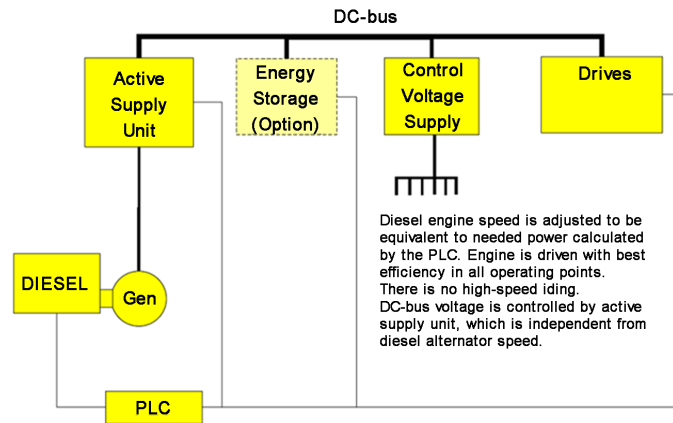 DC-bus
Active
Supply
Unit
Energy
Storage
(Option)
Control
Voltage
Supply
Drives
Diesel engine speed is adjusted to be
equivalent to needed power calculated
by the PLC. Engine is driven with best
efficiency in all operating points.
There is no high-speed iding.
DC-bus voltage is controlled by active
supply unit, which is independent from
diesel alternator speed.
DIESEL
Gen
PLC